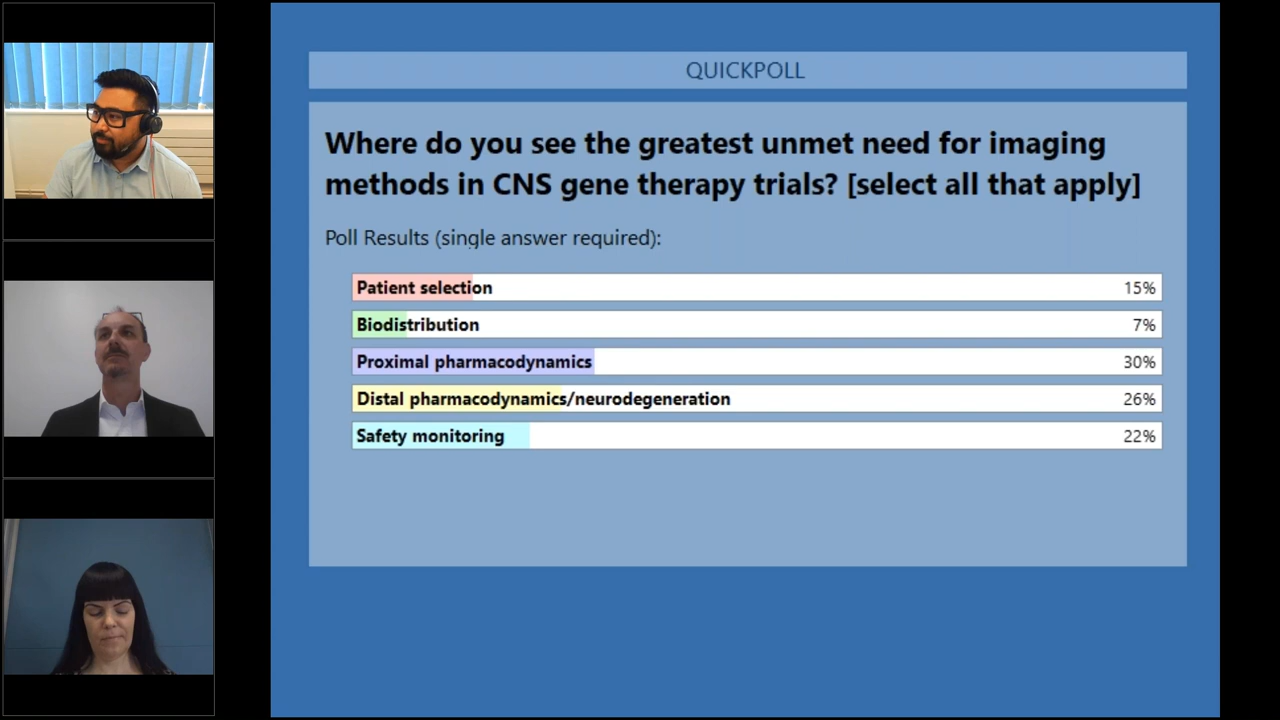 QUICKPOLL
Where do you see the greatest unmet need for imaging
methods in CNS gene therapy trials? [select all that apply]
Poll Results (single answer required):
Patient selection 15%
Biodistribution 7%
Proximal pharmacodynamics 30%
Distal pharmacodynamics/neurodegeneration 26%
Safety monitoring 22%